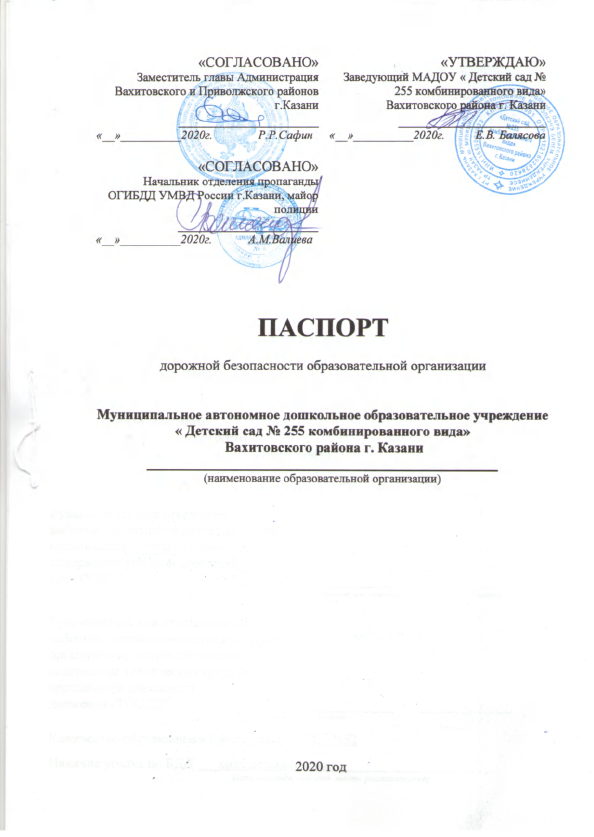 «СОГЛАСОВАНО»
Заместитель главы Администрация
Вахитовского и Приволжского районов
г.Казани
«__»__________2020г. Р.Р.Сафин
«УТВЕРЖДАЮ»
Заведующий МАДОУ « Детский сад №
255 комбинированного вида»
Вахитовского района г. Казани
«__»__________2020г. Е.В. Балясова
«СОГЛАСОВАНО»
Начальник отделения пропаганды
ОГИБДД УМВД России г.Казани, майор
полиции
«__»__________2020г. А.М.Валиева
ПАСПОРТ
дорожной безопасности образовательной организации
Муниципальное автономное дошкольное образовательное учреждение
« Детский сад № 255 комбинированного вида»
Вахитовского района г. Казани
(наименование образовательной организации)
2020 год